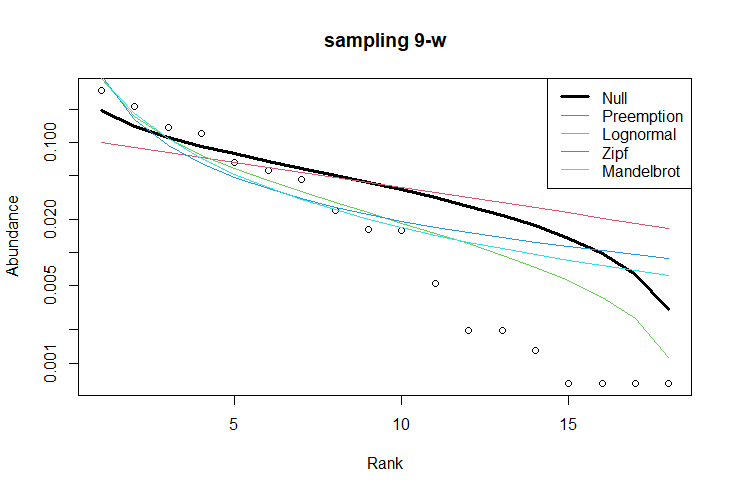 sampling 9-w
Null
Preemption
Lognormal
Zipf
Mandelbrot
Abundance
0.100
0.020
0.005
0.001
5
10
15
Rank